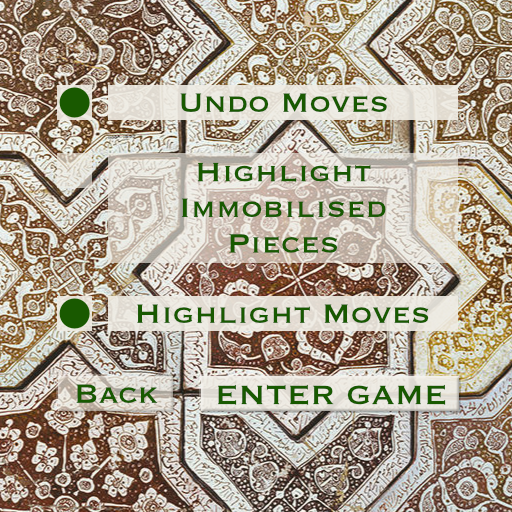 Undo Moves
Highlight
Immobilised
Pieces
Highlight Moves
Back
ENTER GAME